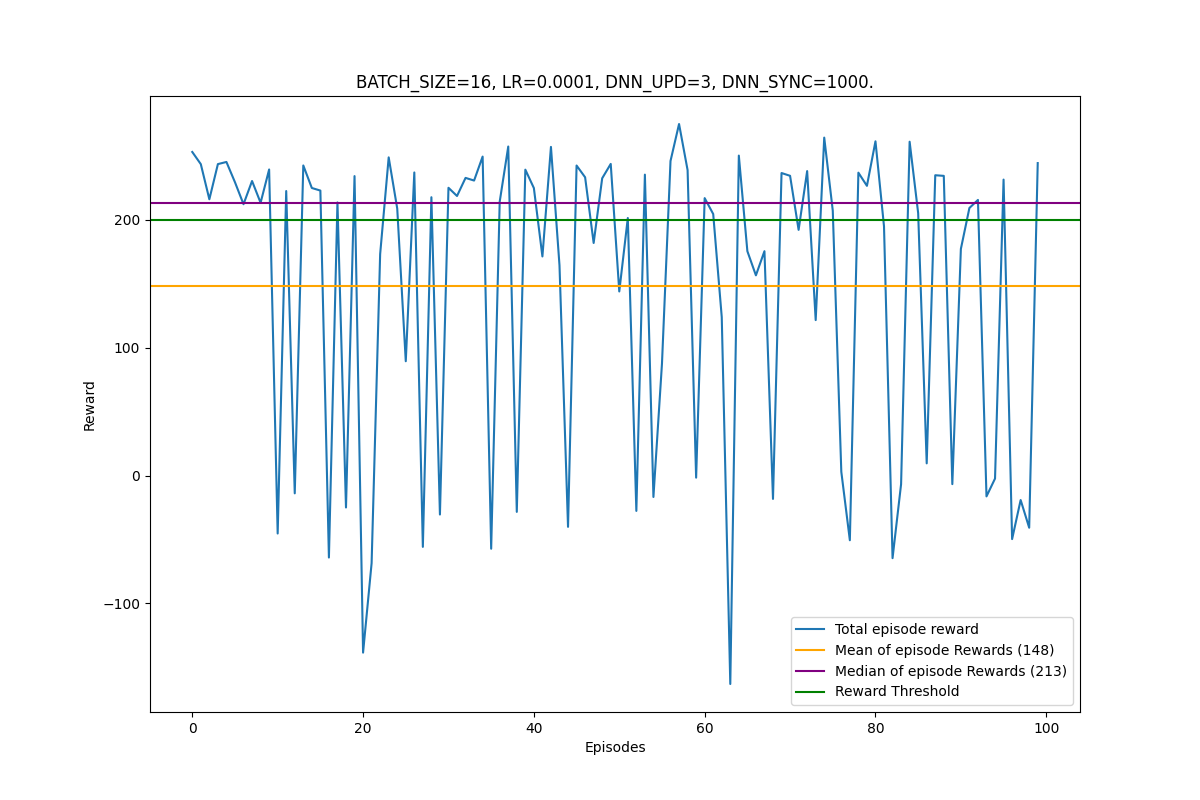 BATCH_SIZE=16, LR=0.0001, DNN_UPD=3, DNN_SYNC=1000.
200
100
0
−100
Reward
0
20
40
60
80
100
Episodes
Total episode reward
Mean of episode Rewards (148)
Median of episode Rewards (213)
Reward Threshold